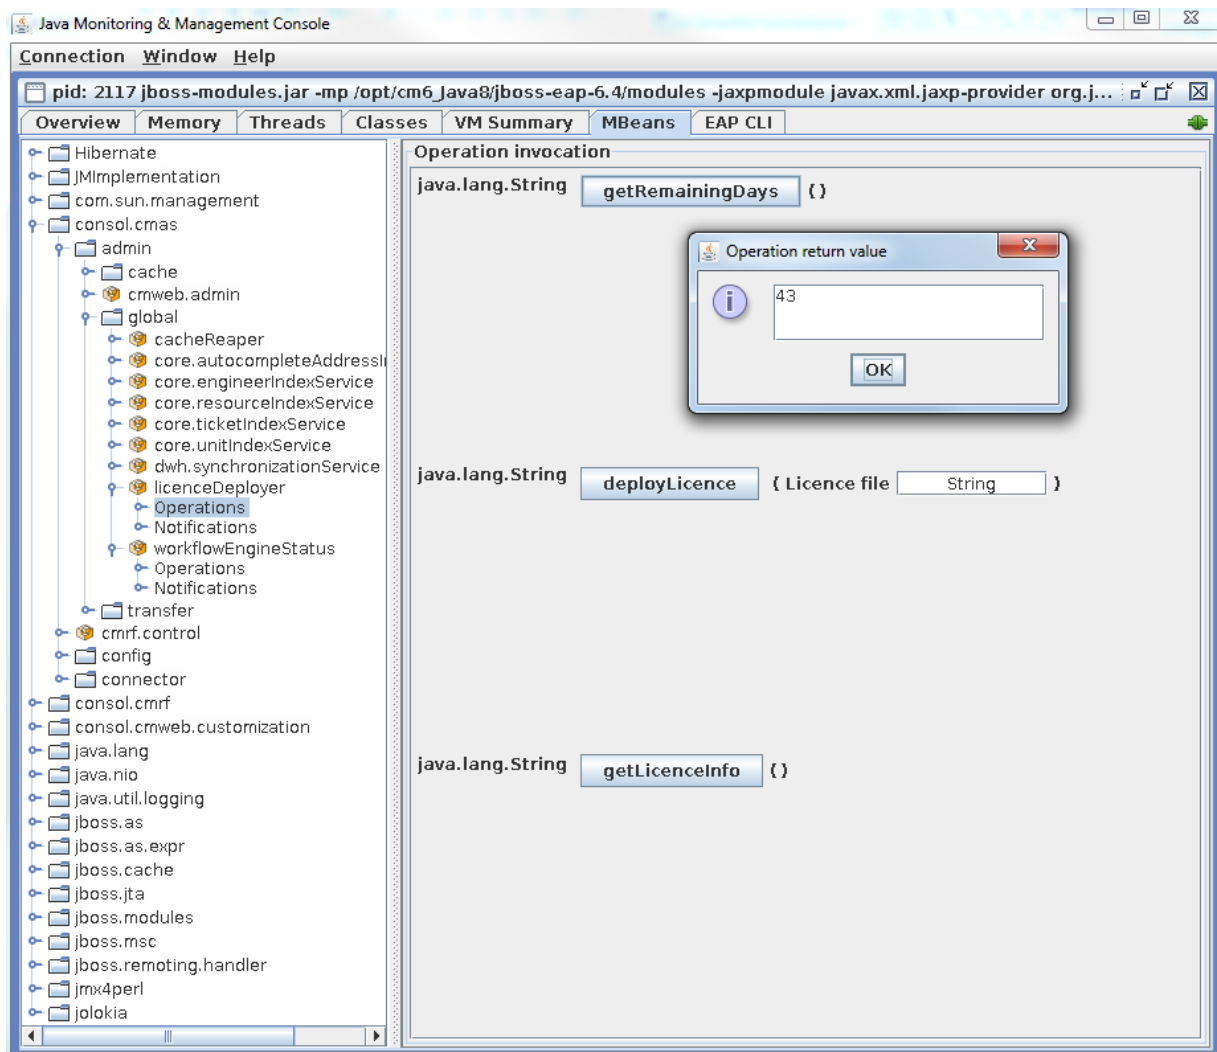 Java Monitoring & Management Console
Connection Window Help
pid: 2117 jboss-modules.jar -mp /opt/cm6_Java8/jboss-eap-6.4/modules -jaxpmodule javax.xml.jaxp-provider org.j...
Overview Memory Threads Classes VM Summary MBeans EAP CLI
Hibernate
JMImplementation
com.sun.management
consol.cmas
admin
cache
cmweb.admin
global
cacheReaper
core.autocompleteAddressI
core.engineerIndexService
core.resourceIndexService
core.ticketIndexService
core.unitIndexService
dwh.synchronizationService
licenceDeployer
Operations
Notifications
workflowEngineStatus
Operations
Notifications
transfer
cmrf.control
config
connector
consol.cmrf
consol.cmweb.customization
java.lang
java.nio
java.util.logging
jboss.as
jboss.as.expr
jboss.cache
jboss.jta
jboss.modules
jboss.msc
jboss.remoting.handler
jmx4perl
jolokia
Operation invocation
java.lang.String getRemainingDays ( )
Operation return value
43
OK
java.lang.String deployLicence ( Licence file String )
java.lang.String getLicenceInfo ( )